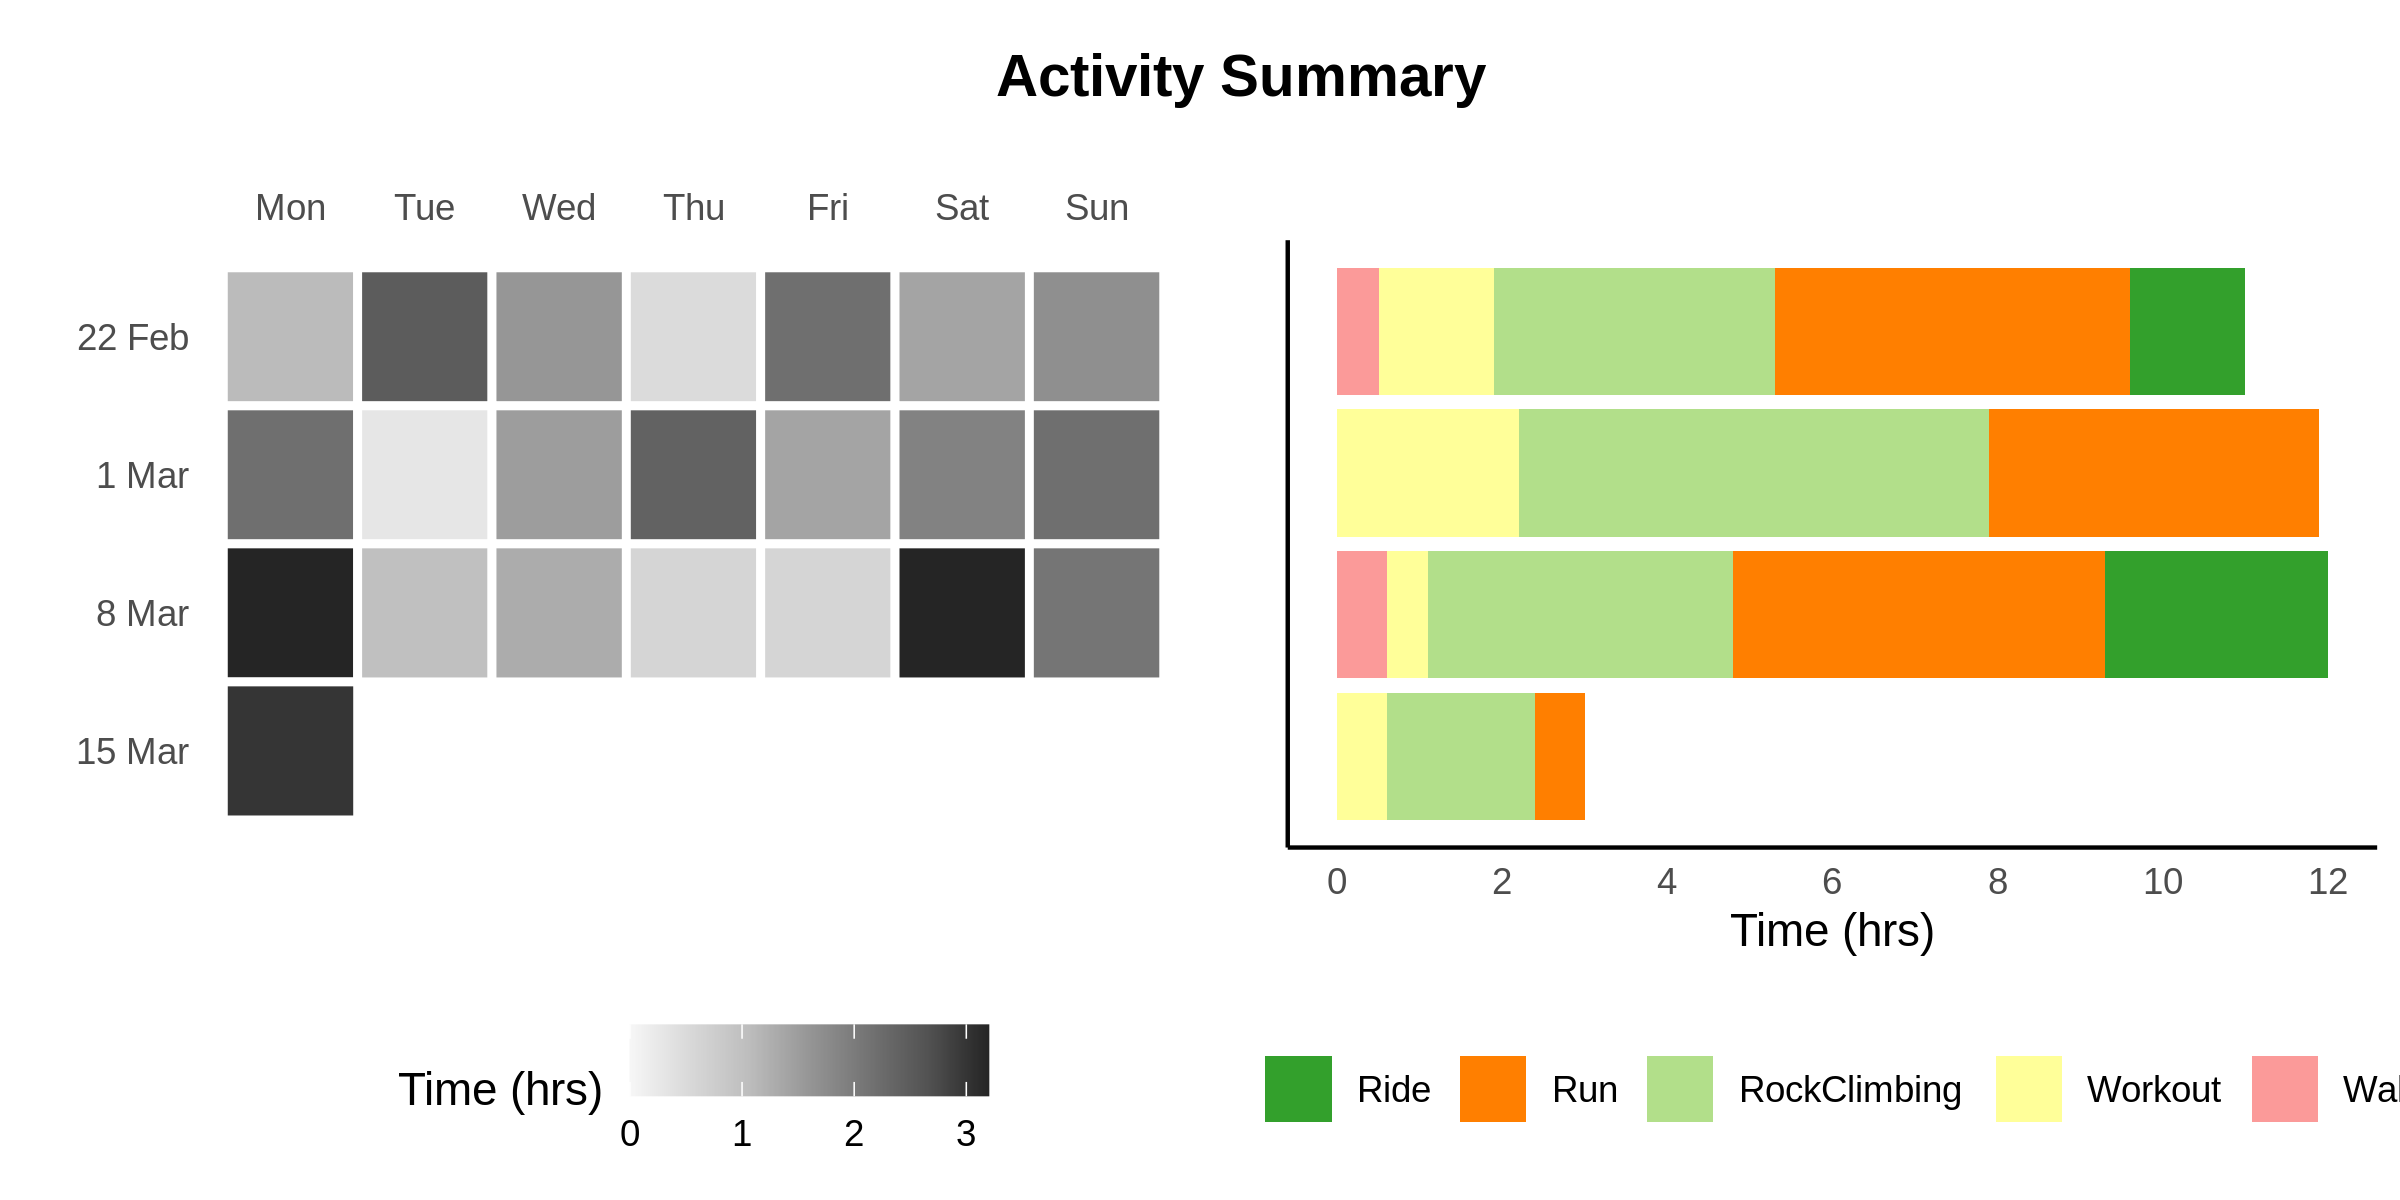 Activity Summary
Mon Tue Wed Thu Fri Sat Sun
22 Feb
1 Mar
8 Mar
15 Mar
0 2 4 6 8 10 12
Time (hrs)
Time (hrs)
0 1 2 3
Ride Run RockClimbing Workout